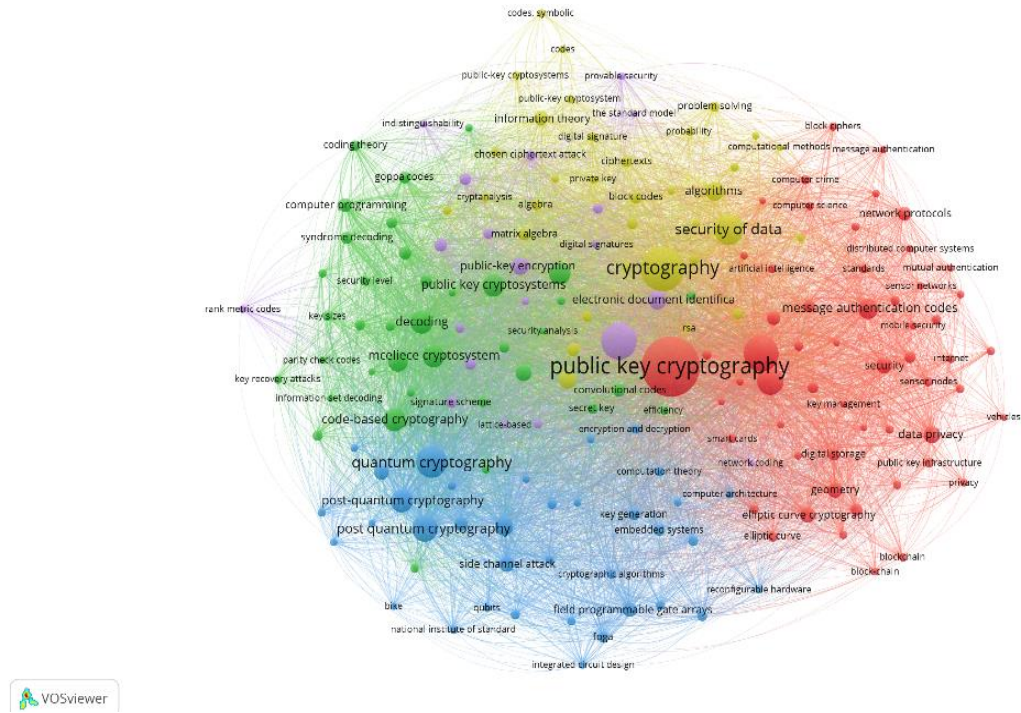 codes, symbolic
codes
public-key cryptosystems
provable security
public-key cryptosystem
the standard model
problem solving
information theory
indistinguishability
digital signature
probability
block ciphers
coding theory
chosen ciphertext attack
ciphertexts
computational methods
message authentication
goppa codes
private key
computer crime
cryptanalysis
block codes
algorithms
computer programming
algebra
computer science
network protocols
syndrome decoding
matrix algebra
digital signatures
security of data
distributed computer systems
public-key encryption
cryptography
artificial intelligence
standards
mutual authentication
security level
public key cryptosystems
sensor networks
electronic document identifica
rank metric codes
key sizes
decoding
message authentication codes
security analysis
rsa
mobile security
parity check codes
mceliece cryptosystem
public key cryptography
security
internet
key recovery attacks
sensor nodes
convolutional codes
information set decoding
signature scheme
secret key
efficiency
key management
code-based cryptography
lattice-based
encryption and decryption
vehicles
smart cards
data privacy
digital storage
quantum cryptography
network coding
public key infrastructure
computation theory
privacy
geometry
computer architecture
post-quantum cryptography
key generation
elliptic curve cryptography
post quantum cryptography
embedded systems
elliptic curve
side channel attack
blockchain
cryptographic algorithms
block-chain
reconfigurable hardware
bike
qubits
field programmable gate arrays
national institute of standard
fpga
integrated circuit design
VOSviewer